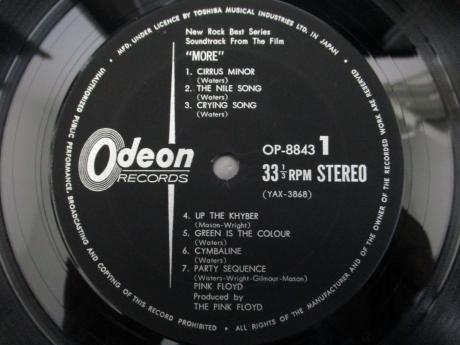 MFD. UNDER LICENCE BY TOSHIBA MUSICAL INDUSTRIES LTD. IN JAPAN
New Rock Best Series
Soundtrack From The Film
"MORE"
1. CIRRUS MINOR
(Waters)
2. THE NILE SONG
(Waters)
3. CRYING SONG
(Waters)
Odeon
RECORDS
OP-8843 1
33 1/3 RPM STEREO
(YAX-3868)
4. UP THE KHYBER
(Mason-Wright)
5. GREEN IS THE COLOUR
(Waters)
6. CYMBALINE
(Waters)
7. PARTY SEQUENCE
(Waters-Wright-Gilmour-Mason)
PINK FLOYD
Produced by
THE PINK FLOYD
UNAUTHORIZED PUBLIC PERFORMANCE, BROADCASTING AND COPYING OF THIS RECORD PROHIBITED • ALL RIGHTS OF THE MANUFACTURER AND OF THE OWNER OF THE RECORDED WORK ARE RESERVED